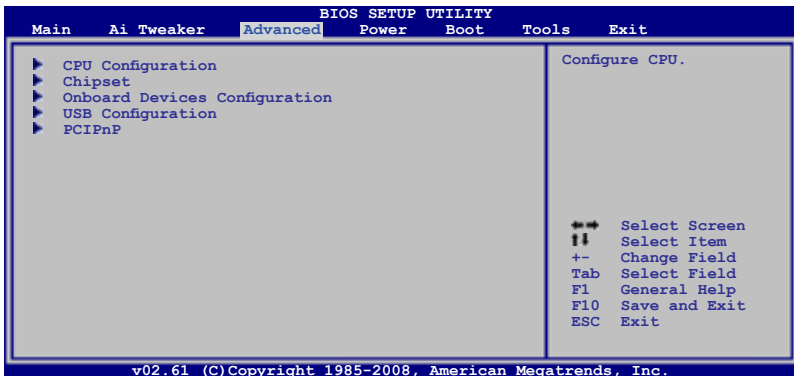 BIOS SETUP UTILITY
Main Ai Tweaker Advanced Power Boot Tools Exit
CPU Configuration
Chipset
Onboard Devices Configuration
USB Configuration
PCIPnP
Configure CPU.
Select Screen
Select Item
+- Change Field
Tab Select Field
F1 General Help
F10 Save and Exit
ESC Exit
v02.61 (C)Copyright 1985-2008, American Megatrends, Inc.